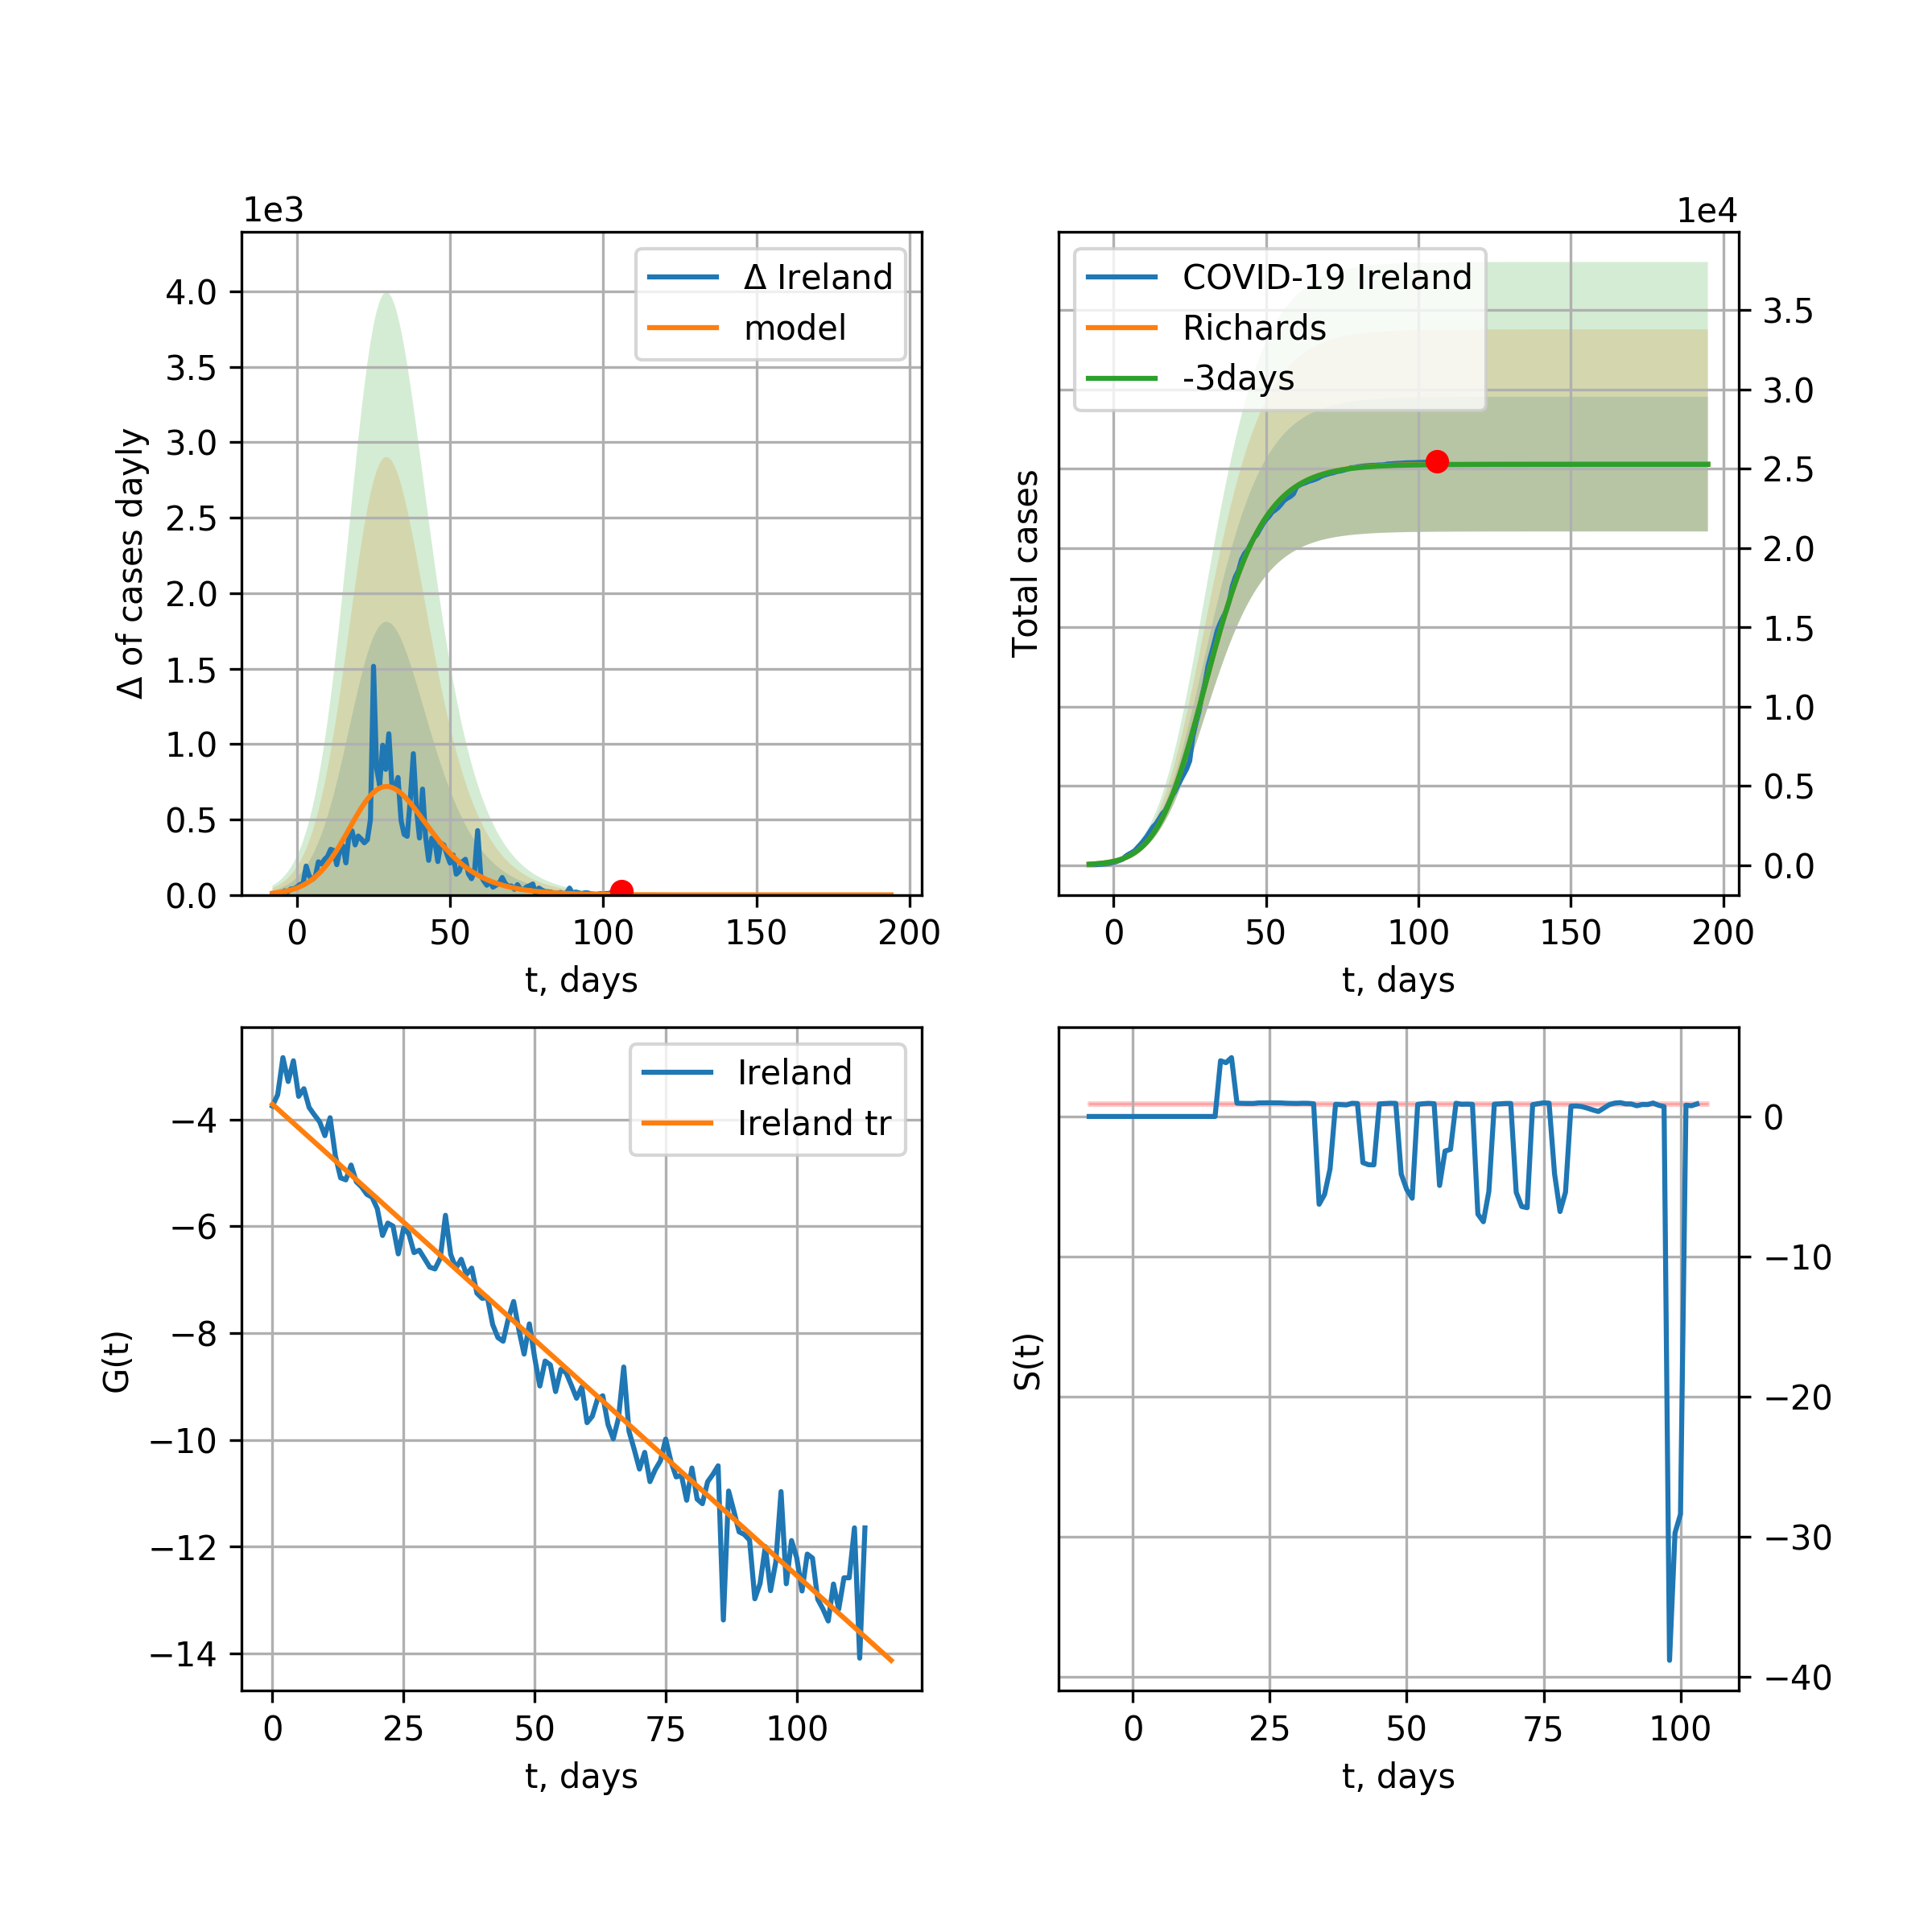 1e3
Δ of cases dayly
4.0
3.5
3.0
2.5
2.0
1.5
1.0
0.5
0.0
Δ Ireland
model
0 50 100 150 200
t, days
1e4
Total cases
COVID-19 Ireland
Richards
-3days
3.5
3.0
2.5
2.0
1.5
1.0
0.5
0.0
0 50 100 150 200
t, days
G(t)
−4
−6
−8
−10
−12
−14
Ireland
Ireland tr
0 25 50 75 100
t, days
S(t)
0
−10
−20
−30
−40
0 25 50 75 100
t, days